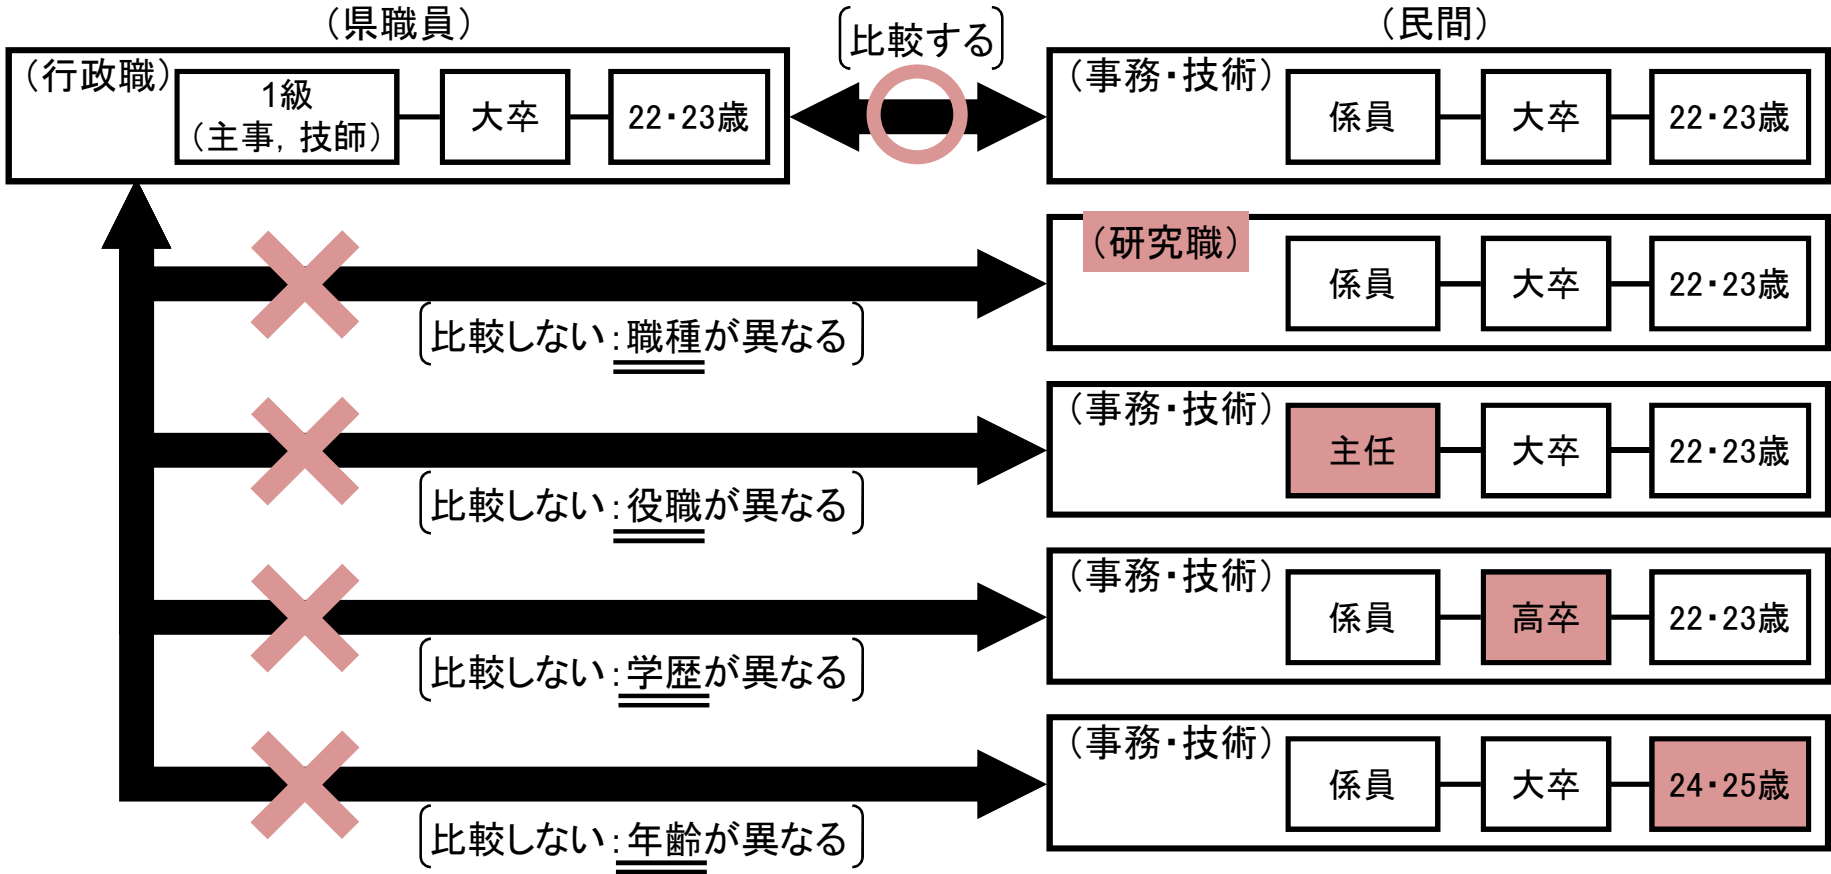 （県職員）
〔比較する〕
（民間）
（行政職）
1級
（主事，技師）
大卒
22・23歳
（事務・技術）
係員
大卒
22・23歳
（研究職）
係員
大卒
22・23歳
〔比較しない：職種が異なる〕
（事務・技術）
主任
大卒
22・23歳
〔比較しない：役職が異なる〕
（事務・技術）
係員
高卒
22・23歳
〔比較しない：学歴が異なる〕
（事務・技術）
係員
大卒
24・25歳
〔比較しない：年齢が異なる〕